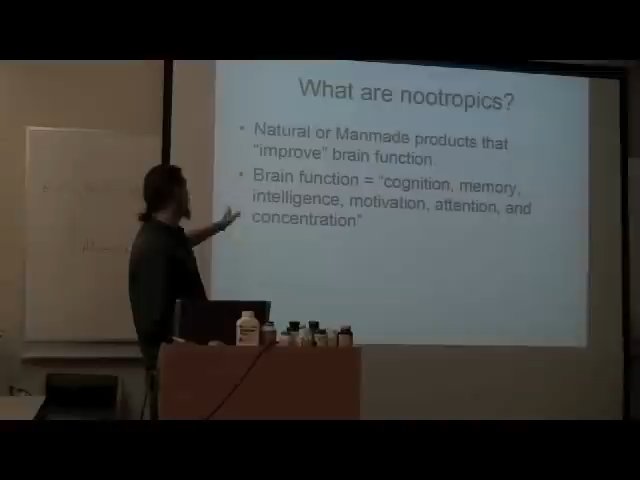 What are nootropics?
• Natural or Manmade products that
"improve" brain function.
• Brain function = "cognition, memory,
intelligence, motivation, attention, and
concentration"